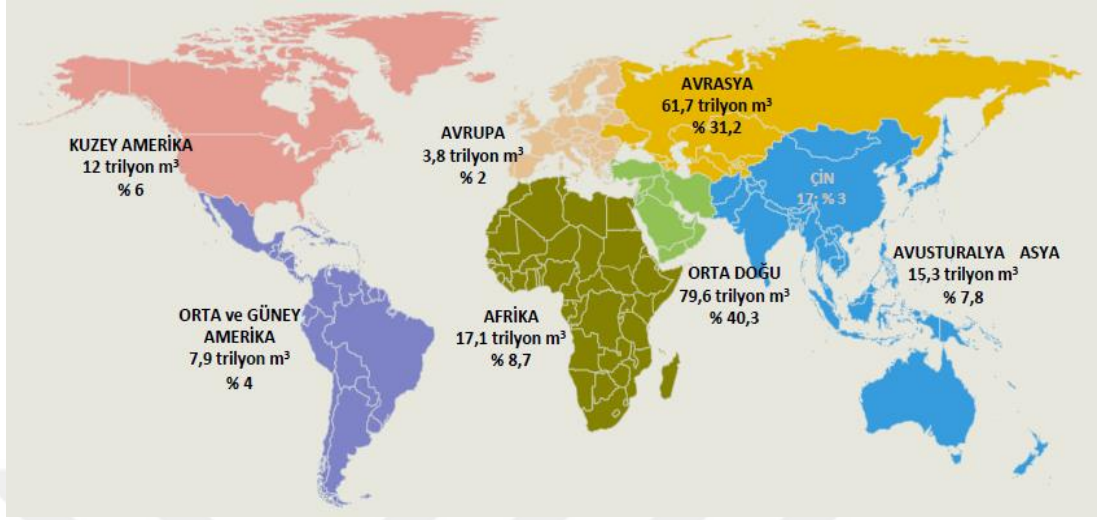 KUZEY AMERİKA
12 trilyon m³
% 6
AVRUPA
3,8 trilyon m³
% 2
AVRASYA
61,7 trilyon m³
% 31,2
ÇİN
17; % 3
AVUSTURALYA ASYA
15,3 trilyon m³
% 7,8
ORTA DOĞU
79,6 trilyon m³
% 40,3
AFRİKA
17,1 trilyon m³
% 8,7
ORTA ve GÜNEY
AMERİKA
7,9 trilyon m³
% 4